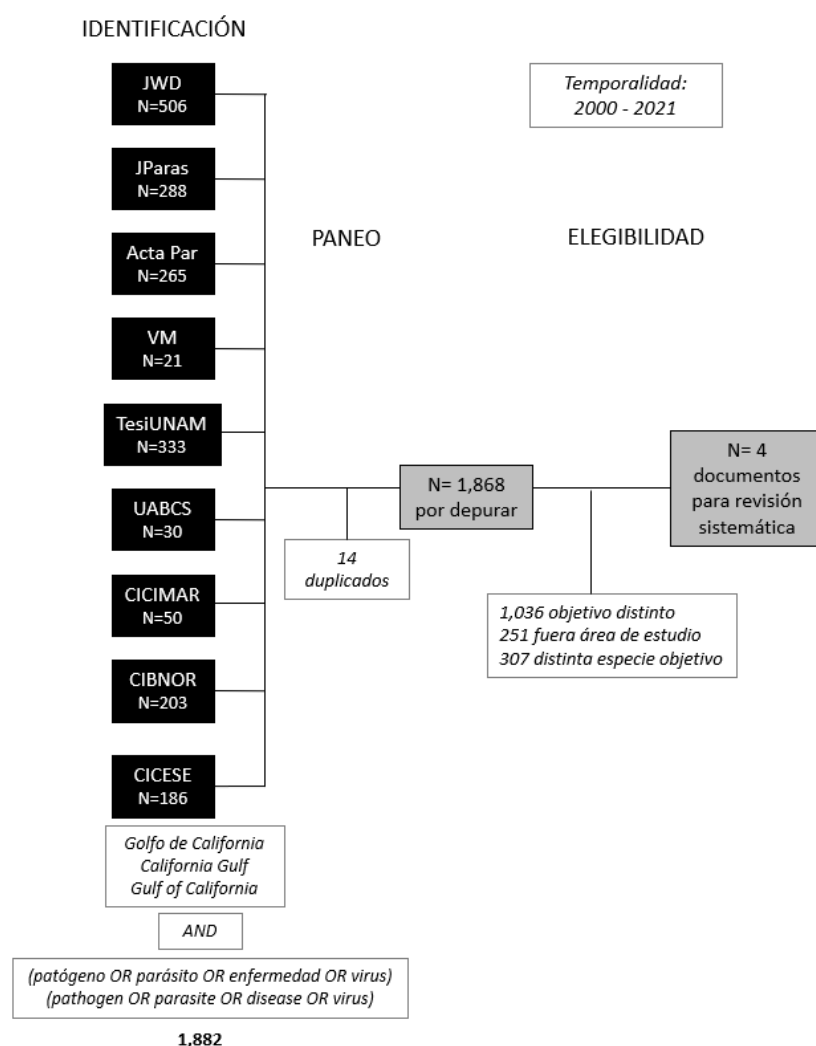 IDENTIFICACIÓN
JWD
N=506
JParas
N=288
Acta Par
N=265
VM
N=21
TesiUNAM
N=333
UABCS
N=30
CICIMAR
N=50
CIBNOR
N=203
CICESE
N=186
Golfo de California
California Gulf
Gulf of California
AND
(patógeno OR parásito OR enfermedad OR virus)
(pathogen OR parasite OR disease OR virus)
1,882
PANEO
14
duplicados
N= 1,868
por depurar
Temporalidad:
2000 - 2021
ELEGIBILIDAD
1,036 objetivo distinto
251 fuera área de estudio
307 distinta especie objetivo
N= 4
documentos
para revisión
sistemática